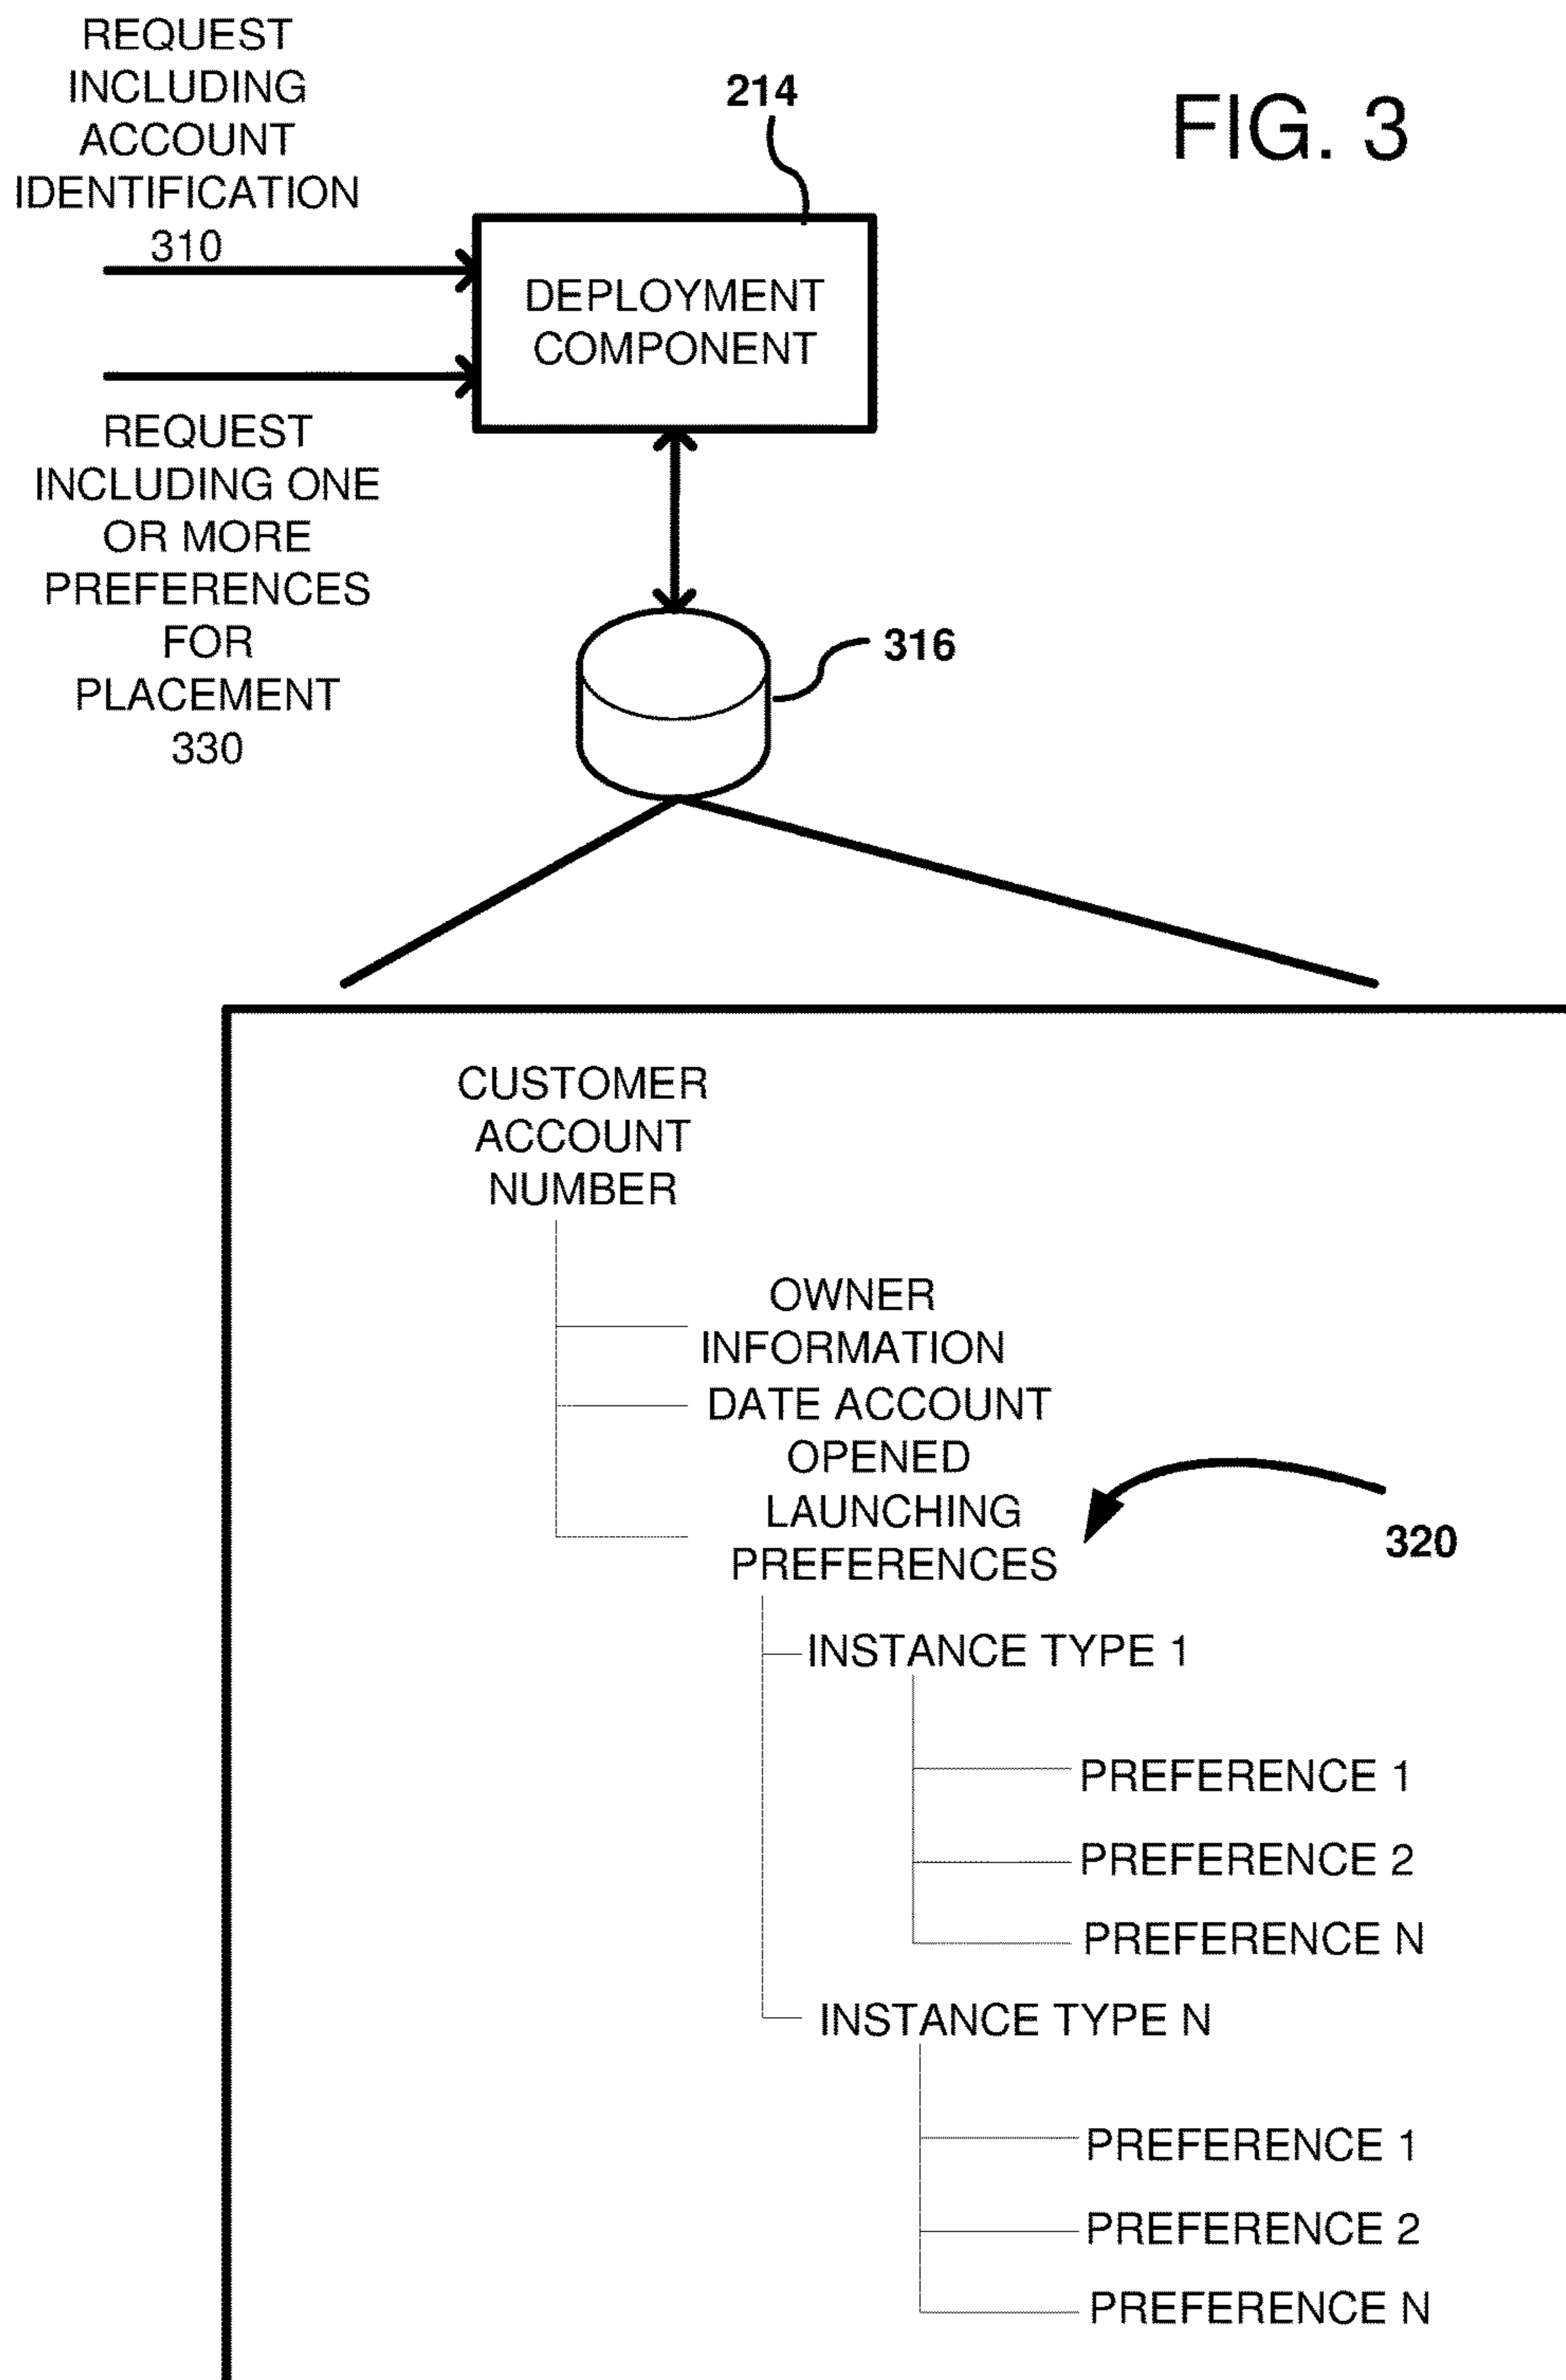 FIG. 3
REQUEST
INCLUDING
ACCOUNT
IDENTIFICATION
310
214
DEPLOYMENT
COMPONENT
REQUEST
INCLUDING ONE
OR MORE
PREFERENCES
FOR
PLACEMENT
330
316
CUSTOMER
ACCOUNT
NUMBER
OWNER
INFORMATION
DATE ACCOUNT
OPENED
LAUNCHING
PREFERENCES
320
INSTANCE TYPE 1
PREFERENCE 1
PREFERENCE 2
PREFERENCE N
INSTANCE TYPE N
PREFERENCE 1
PREFERENCE 2
PREFERENCE N